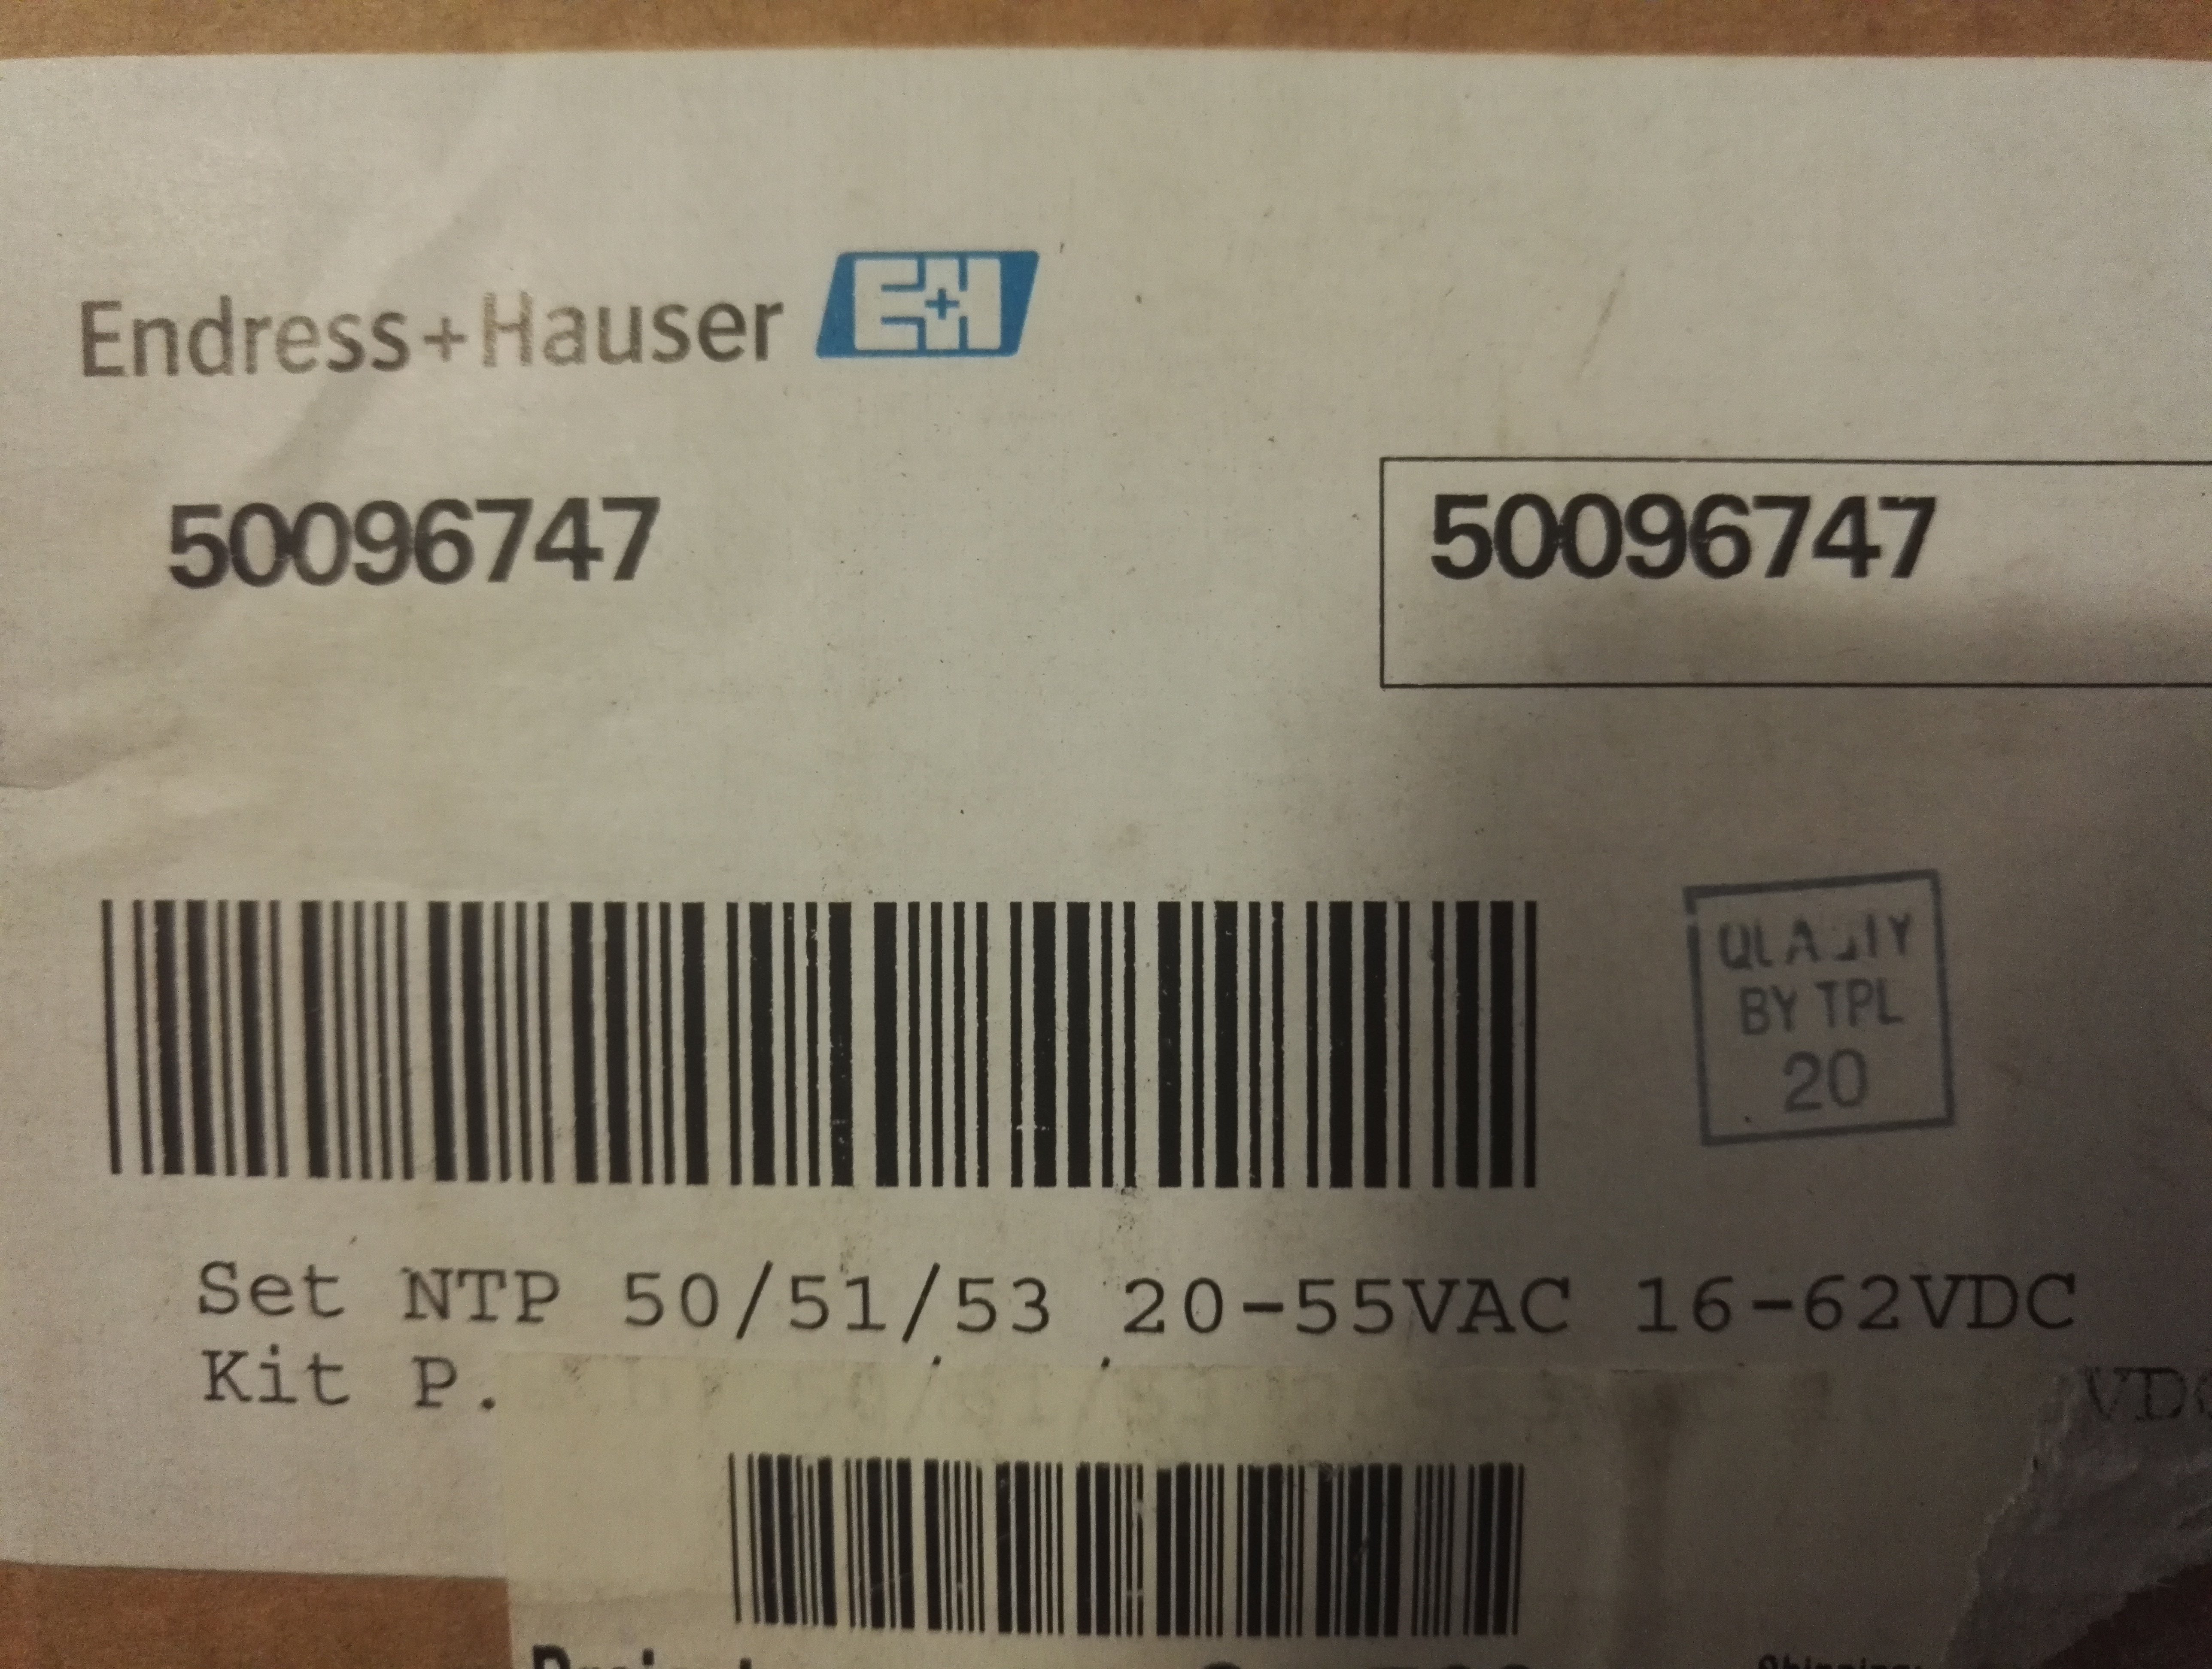 Endress+Hauser E+H
50096747
50096747
QUALITY
BY TPL
20
Set NTP 50/51/53 20-55VAC 16-62VDC
Kit P.